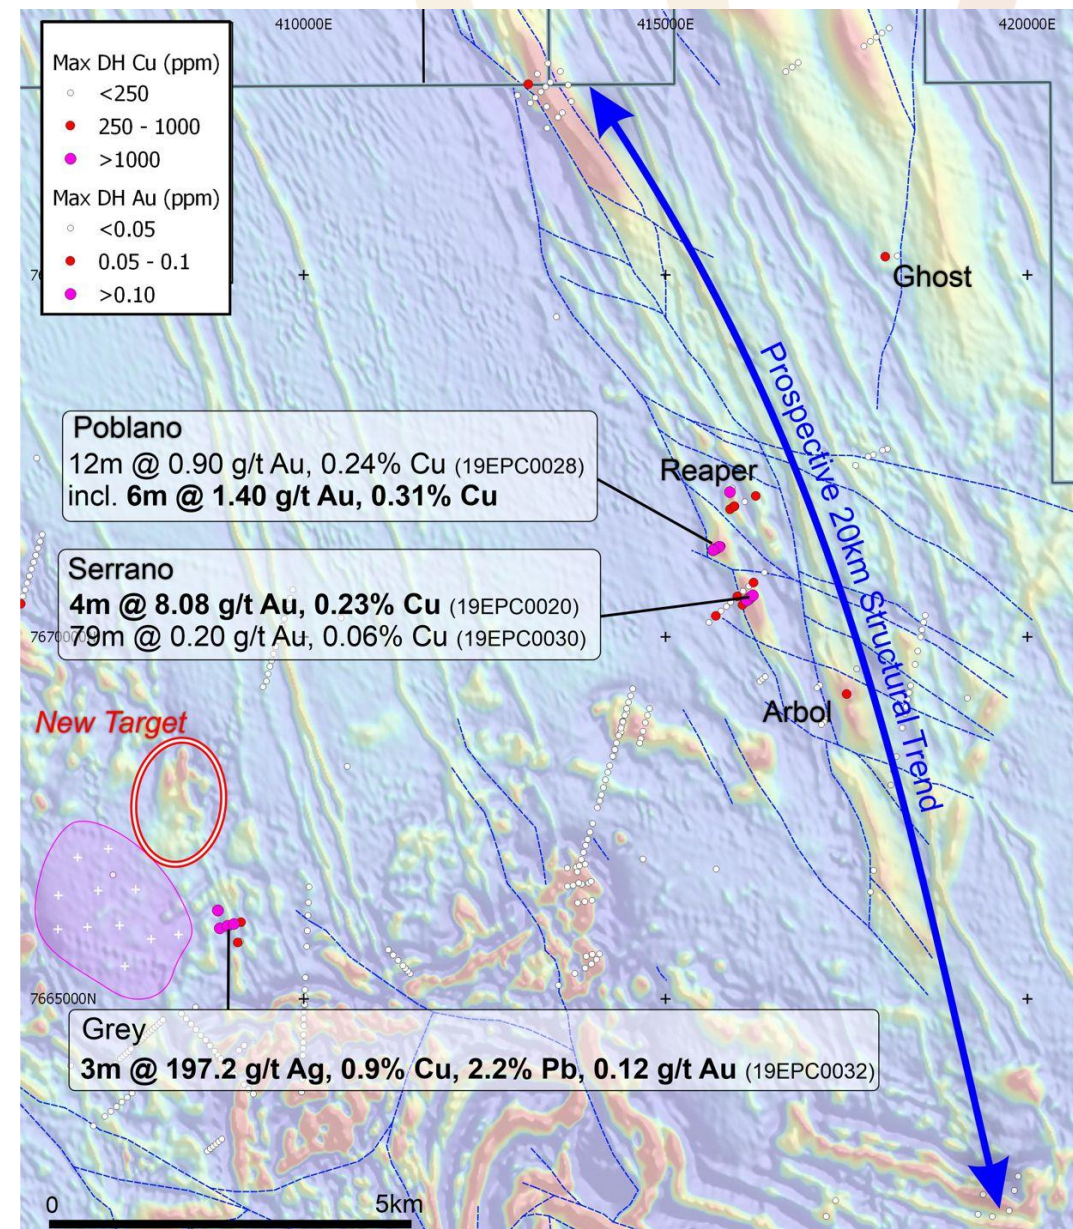 410000E
415000E
420000E
Max DH Cu (ppm)
<250
250 - 1000
>1000
Max DH Au (ppm)
<0.05
0.05 - 0.1
>0.10
Ghost
Prospective 20km Structural Trend
Poblano
12m @ 0.90 g/t Au, 0.24% Cu (19EPC0028)
incl. 6m @ 1.40 g/t Au, 0.31% Cu
Reaper
Serrano
4m @ 8.08 g/t Au, 0.23% Cu (19EPC0020)
79m @ 0.20 g/t Au, 0.06% Cu (19EPC0030)
7670000N
Arbol
New Target
7665000N
Grey
3m @ 197.2 g/t Ag, 0.9% Cu, 2.2% Pb, 0.12 g/t Au (19EPC0032)
0
5km